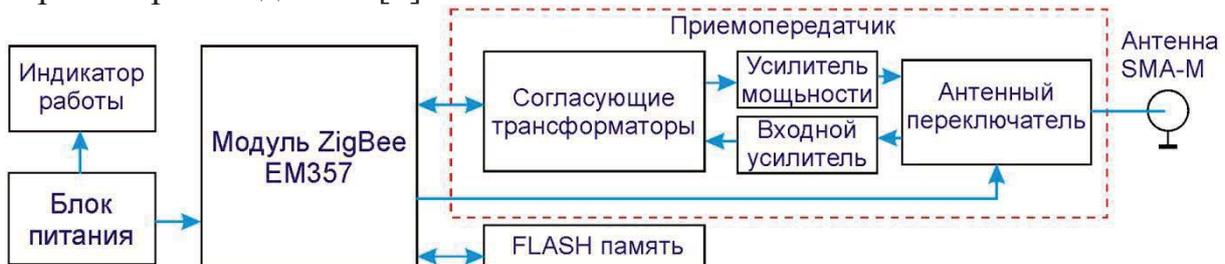 Приемопередатчик
Антенна
SMA-M
Индикатор
работы
Согласующие
трансформаторы
Усилитель
мощьности
Антенный
переключатель
Модуль ZigBee
EM357
Входной
усилитель
Блок
питания
FLASH память